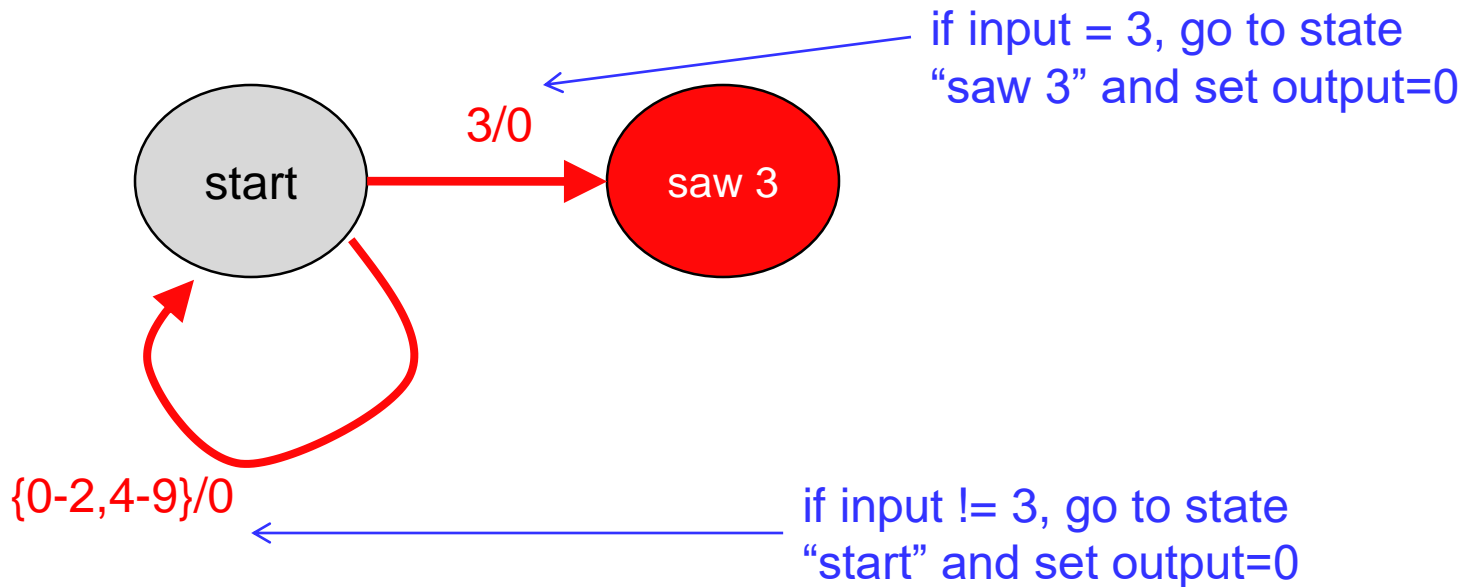 if input = 3, go to state
“saw 3” and set output=0
3/0
start
saw 3
{0-2,4-9}/0
if input != 3, go to state
“start” and set output=0